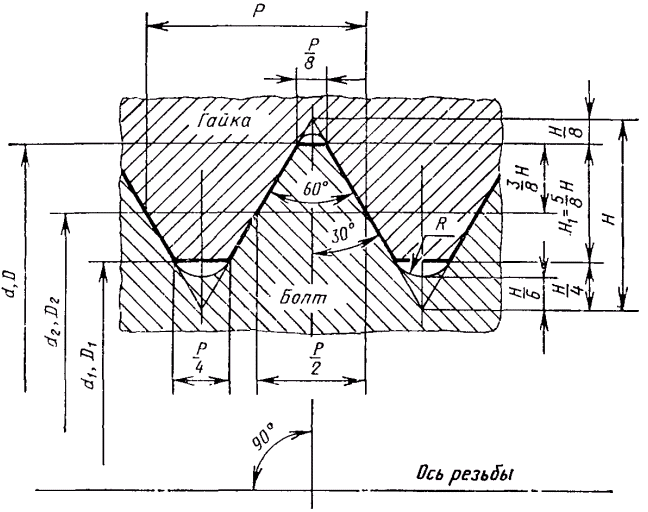 P
P/8
Гайка
H/8
3/8 H
H₁=5/8 H
H
60°
30°
R
d, D
d₂, D₂
d₁, D₁
Болт
H/6
H/4
P/4
P/2
90°
Ось резьбы